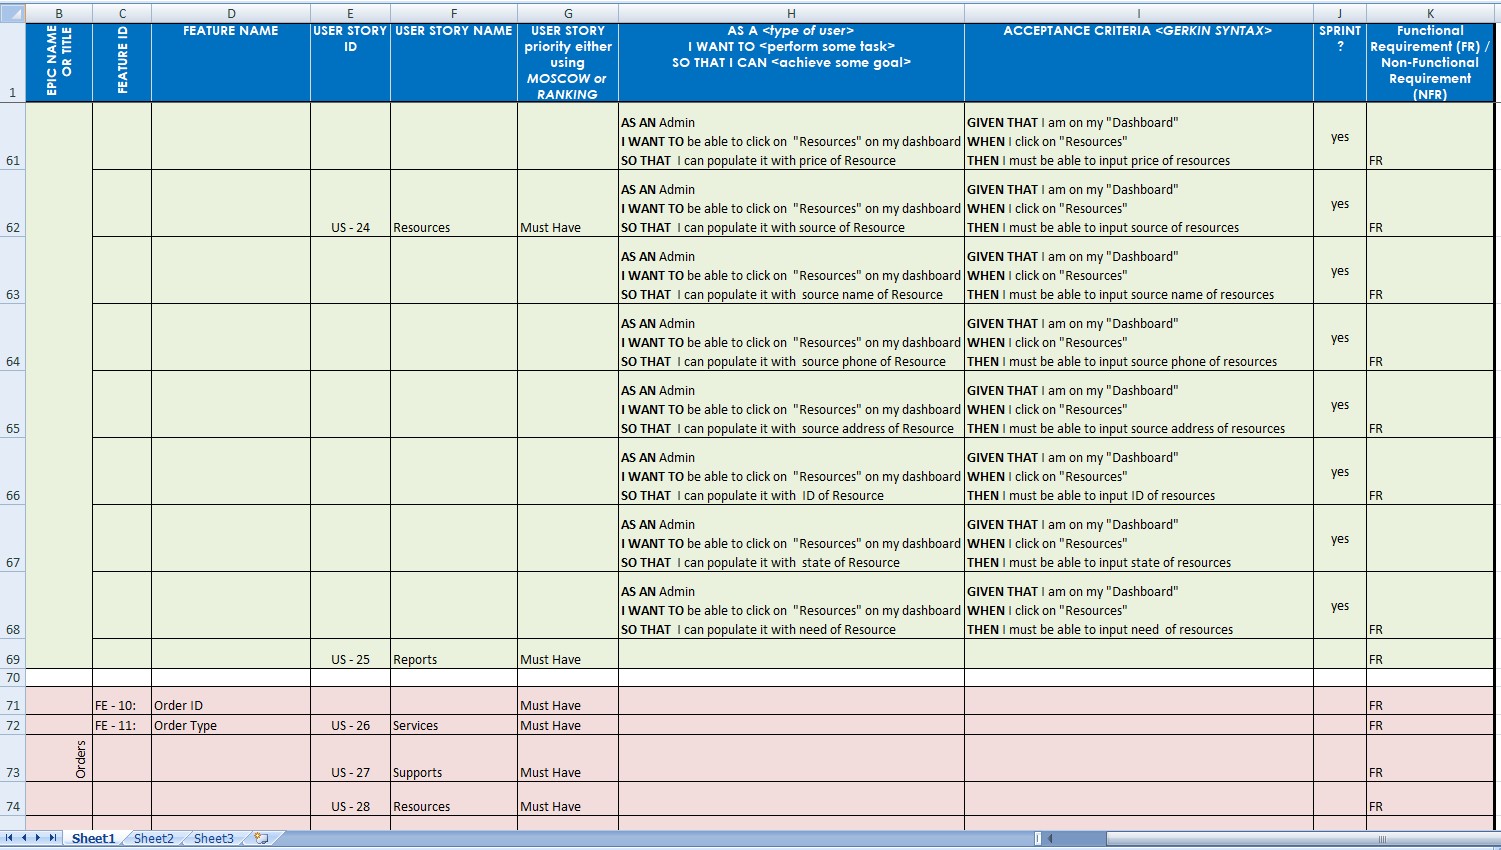 B C D E F G H I J K
1
EPIC NAME
OR TITLE
FEATURE ID
FEATURE NAME
USER STORY
ID
USER STORY NAME
USER STORY
priority either
using
MOSCOW or
RANKING
AS A <type of user>
I WANT TO <perform some task>
SO THAT I CAN <achieve some goal>
ACCEPTANCE CRITERIA <GERKIN SYNTAX>
SPRINT
?
Functional
Requirement (FR) /
Non-Functional
Requirement
(NFR)
61
AS AN Admin
I WANT TO be able to click on "Resources" on my dashboard
SO THAT I can populate it with price of Resource
GIVEN THAT I am on my "Dashboard"
WHEN I click on "Resources"
THEN I must be able to input price of resources
yes
FR
62
US - 24
Resources
Must Have
AS AN Admin
I WANT TO be able to click on "Resources" on my dashboard
SO THAT I can populate it with source of Resource
GIVEN THAT I am on my "Dashboard"
WHEN I click on "Resources"
THEN I must be able to input source of resources
yes
FR
63
AS AN Admin
I WANT TO be able to click on "Resources" on my dashboard
SO THAT I can populate it with source name of Resource
GIVEN THAT I am on my "Dashboard"
WHEN I click on "Resources"
THEN I must be able to input source name of resources
yes
FR
64
AS AN Admin
I WANT TO be able to click on "Resources" on my dashboard
SO THAT I can populate it with source phone of Resource
GIVEN THAT I am on my "Dashboard"
WHEN I click on "Resources"
THEN I must be able to input source phone of resources
yes
FR
65
AS AN Admin
I WANT TO be able to click on "Resources" on my dashboard
SO THAT I can populate it with source address of Resource
GIVEN THAT I am on my "Dashboard"
WHEN I click on "Resources"
THEN I must be able to input source address of resources
yes
FR
66
AS AN Admin
I WANT TO be able to click on "Resources" on my dashboard
SO THAT I can populate it with ID of Resource
GIVEN THAT I am on my "Dashboard"
WHEN I click on "Resources"
THEN I must be able to input ID of resources
yes
FR
67
AS AN Admin
I WANT TO be able to click on "Resources" on my dashboard
SO THAT I can populate it with state of Resource
GIVEN THAT I am on my "Dashboard"
WHEN I click on "Resources"
THEN I must be able to input state of resources
yes
FR
68
AS AN Admin
I WANT TO be able to click on "Resources" on my dashboard
SO THAT I can populate it with need of Resource
GIVEN THAT I am on my "Dashboard"
WHEN I click on "Resources"
THEN I must be able to input need of resources
yes
FR
69 US - 25 Reports Must Have FR
70
71 FE - 10: Order ID Must Have FR
72 FE - 11: Order Type US - 26 Services Must Have FR
Orders
73 US - 27 Supports Must Have FR
74 US - 28 Resources Must Have FR
Sheet1 Sheet2 Sheet3